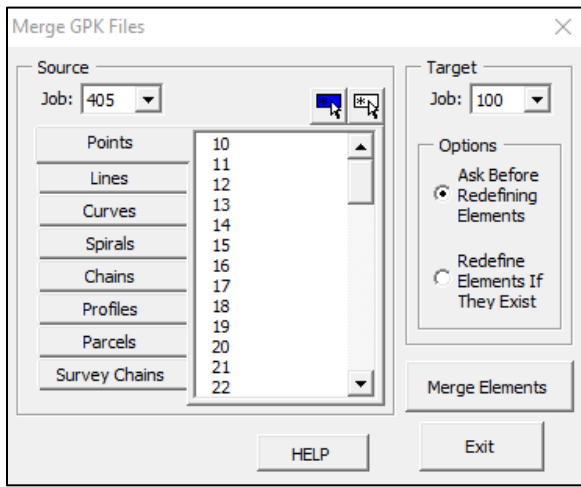 Merge GPK Files
Source
Job: 405
Points
Lines
Curves
Spirals
Chains
Profiles
Parcels
Survey Chains
10
11
12
13
14
15
16
17
18
19
20
21
22
Target
Job: 100
Options
Ask Before
Redefining
Elements
Redefine
Elements If
They Exist
Merge Elements
HELP
Exit